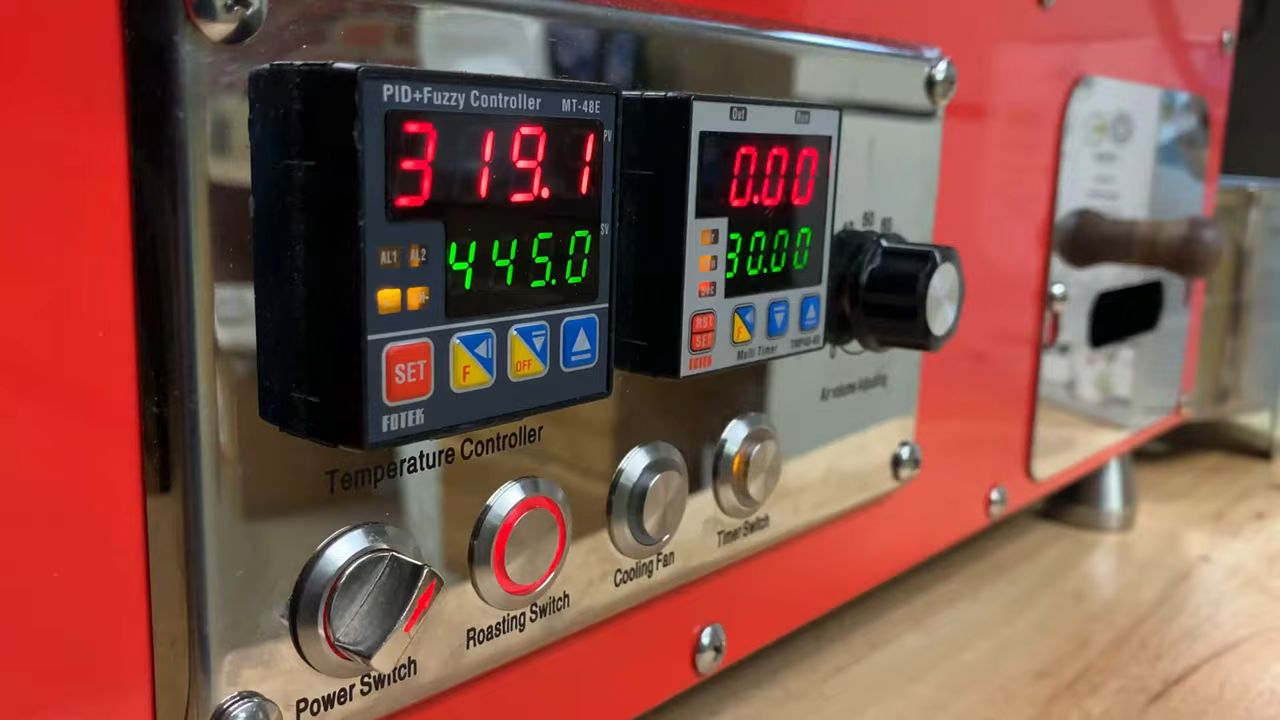 PID+Fuzzy Controller MT-48E
319.1
PV
445.0
SV
AL1 AL2
SET
F
OFF
FOTEK
Out
0.00
30.00
RST
SET
F
FOTEK
Multi Timer
Air volume Adjusting
Temperature Controller
Power Switch
Roasting Switch
Cooling Fan
Timer Switch